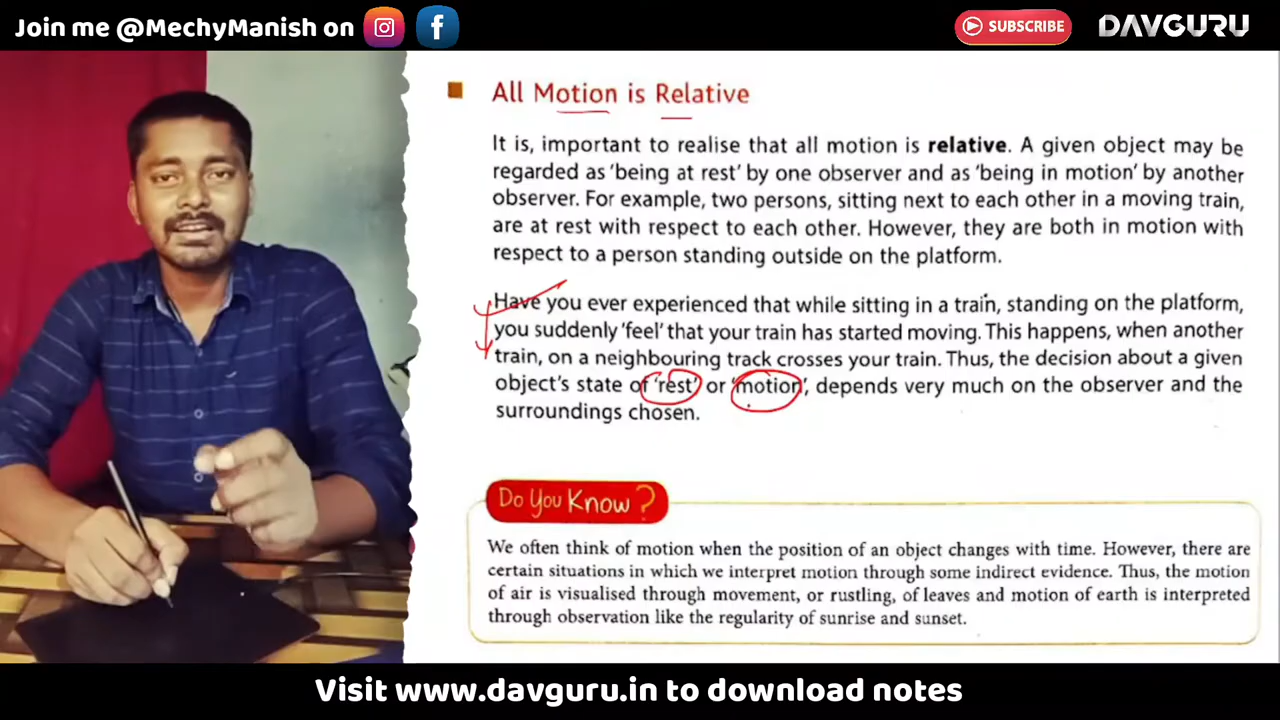 Join me @MechyManish on
SUBSCRIBE
DAVGURU
All Motion is Relative
It is, important to realise that all motion is relative. A given object may be
regarded as 'being at rest' by one observer and as 'being in motion' by another
observer. For example, two persons, sitting next to each other in a moving train,
are at rest with respect to each other. However, they are both in motion with
respect to a person standing outside on the platform.
Have you ever experienced that while sitting in a train, standing on the platform,
you suddenly 'feel' that your train has started moving. This happens, when another
train, on a neighbouring track crosses your train. Thus, the decision about a given
object's state of 'rest' or 'motion', depends very much on the observer and the
surroundings chosen.
Do You Know?
We often think of motion when the position of an object changes with time. However, there are
certain situations in which we interpret motion through some indirect evidence. Thus, the motion
of air is visualised through movement, or rustling, of leaves and motion of earth is interpreted
through observation like the regularity of sunrise and sunset.
Visit www.davguru.in to download notes